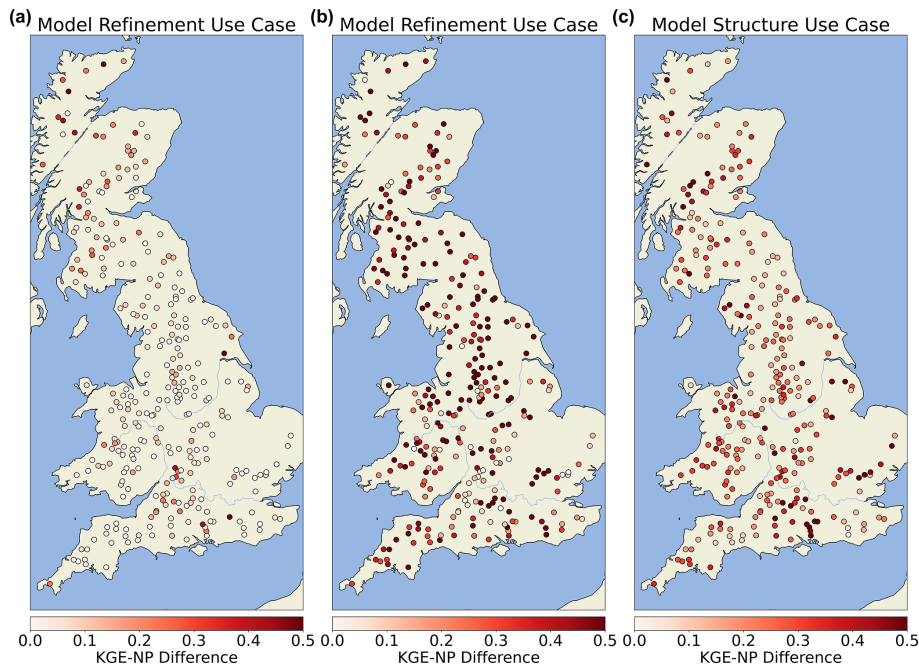 (a) Model Refinement Use Case
(b) Model Refinement Use Case
(c) Model Structure Use Case
0.0 0.1 0.2 0.3 0.4 0.5
KGE-NP Difference
0.0 0.1 0.2 0.3 0.4 0.5
KGE-NP Difference
0.0 0.1 0.2 0.3 0.4 0.5
KGE-NP Difference